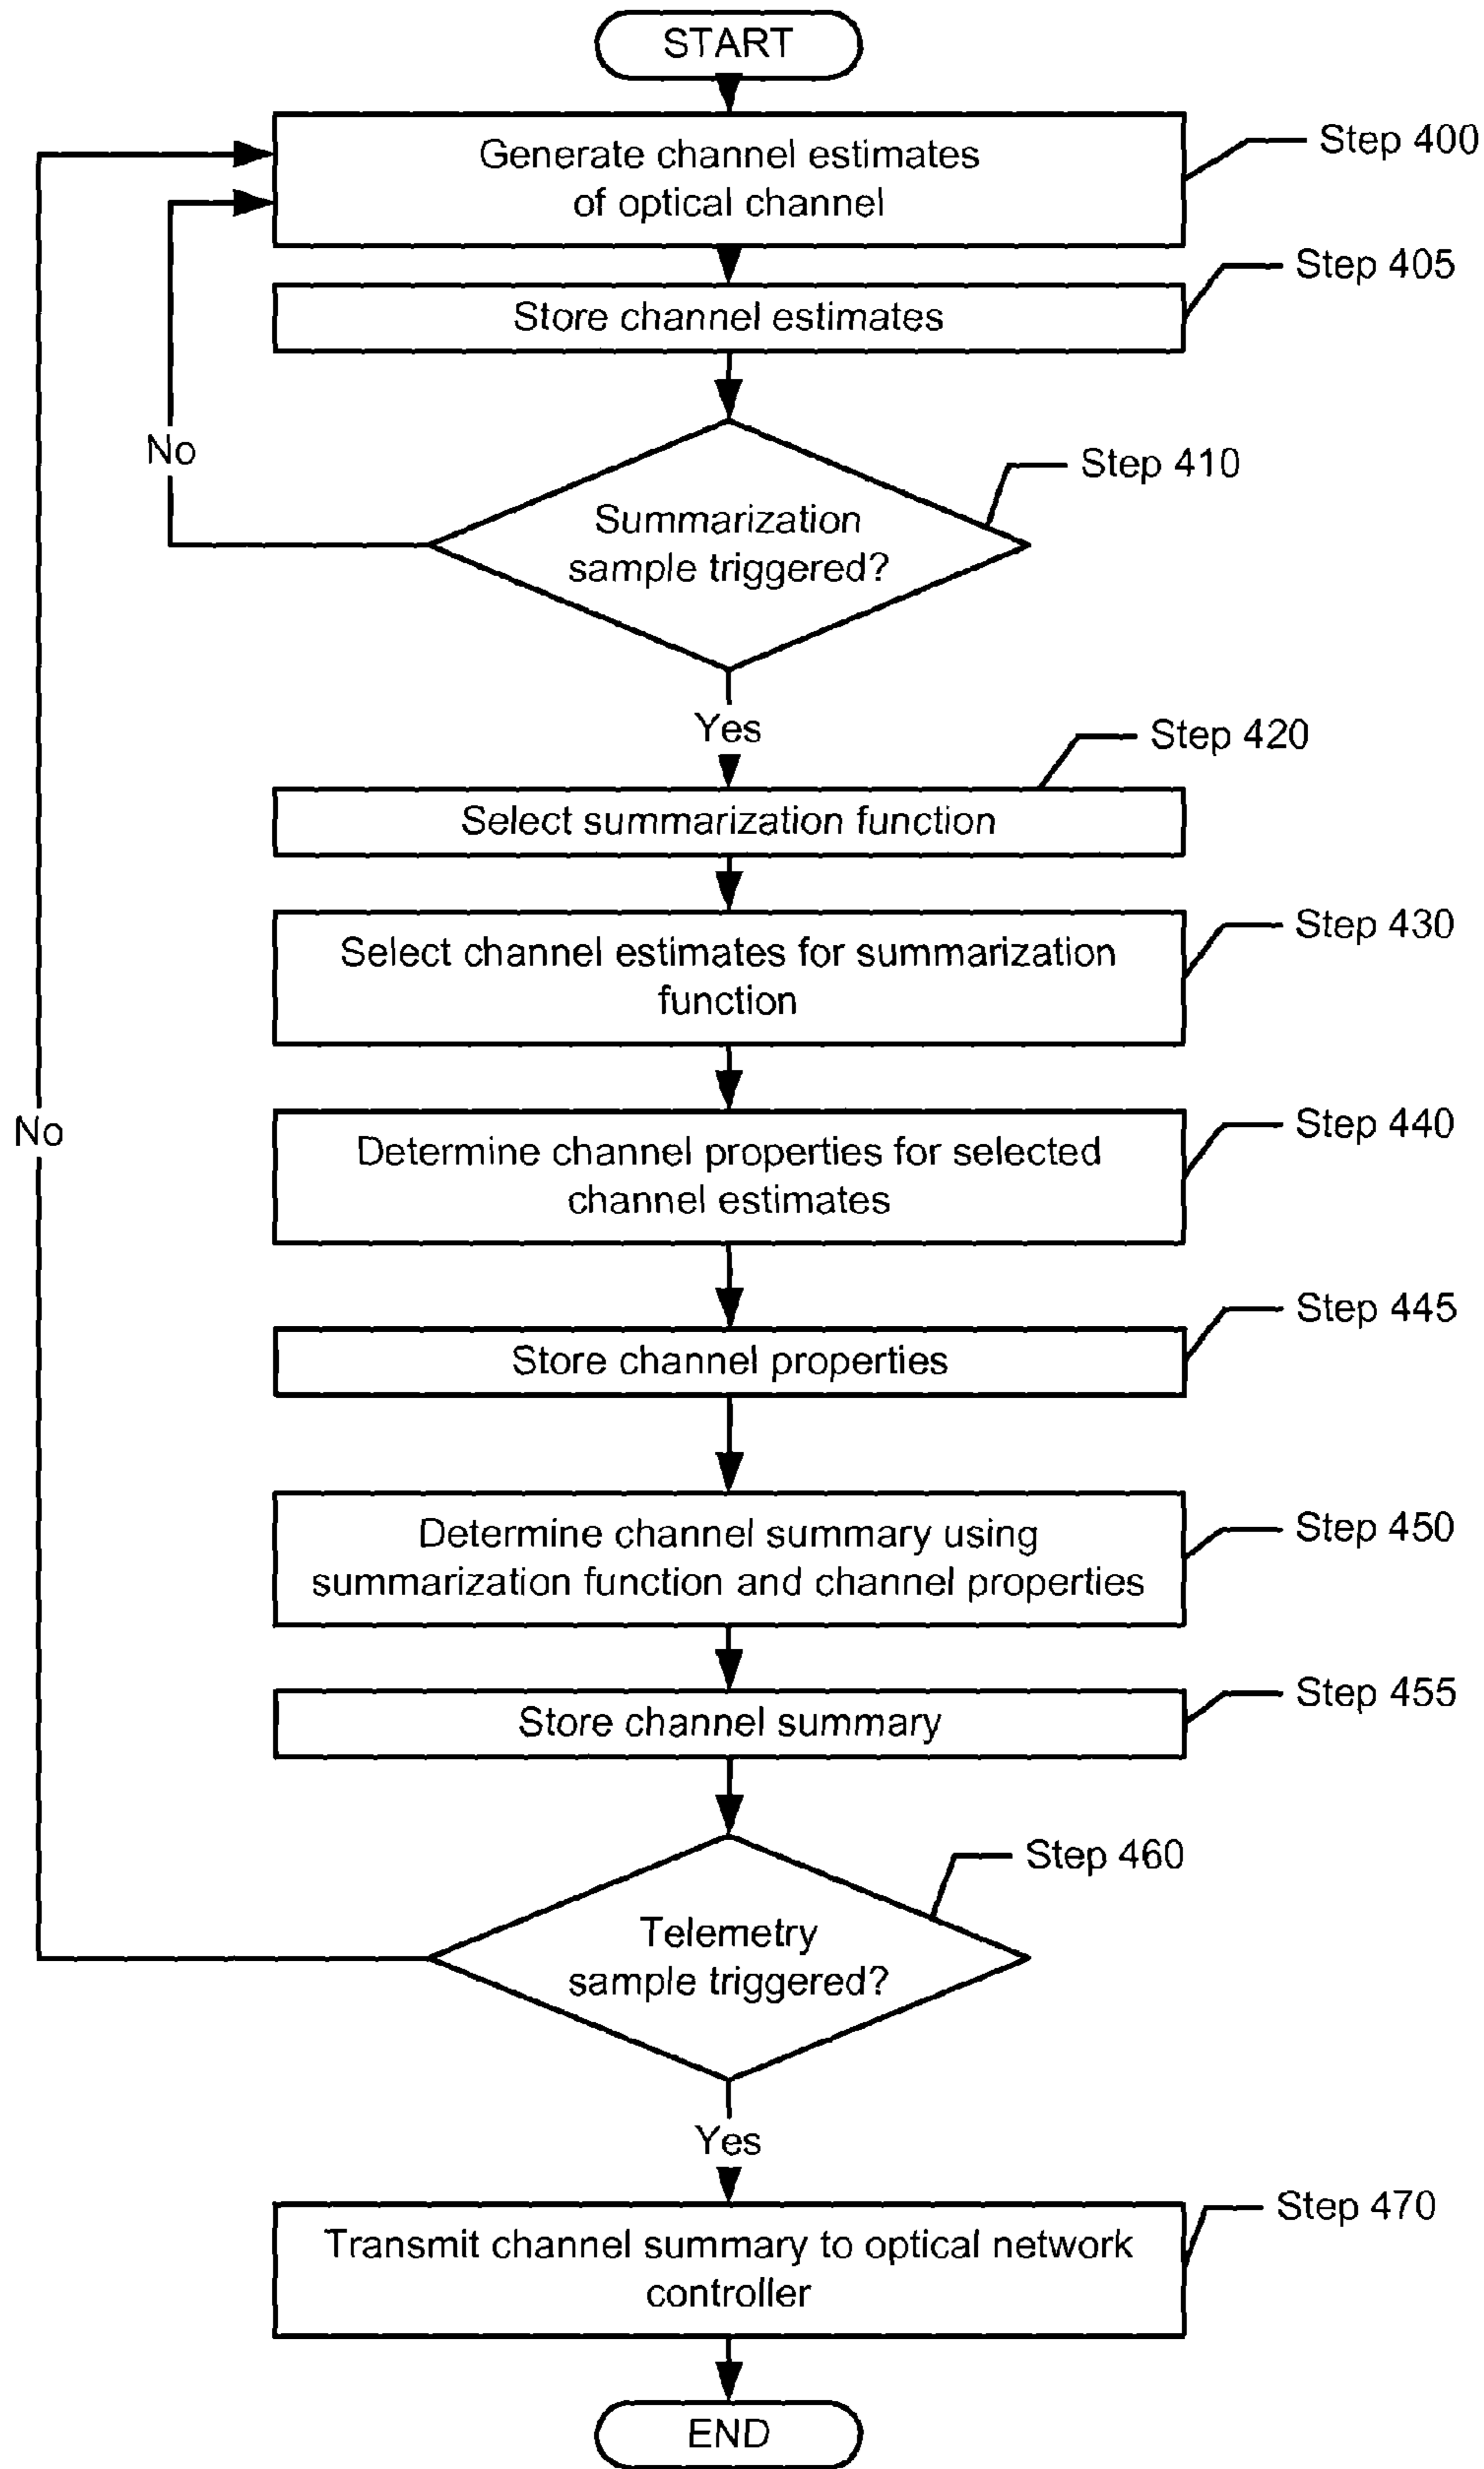 START
Generate channel estimates
of optical channel
Step 400
Store channel estimates
Step 405
No
Summarization
sample triggered?
Step 410
Yes
Select summarization function
Step 420
Select channel estimates for summarization
function
Step 430
Determine channel properties for selected
channel estimates
Step 440
No
Store channel properties
Step 445
Determine channel summary using
summarization function and channel properties
Step 450
Store channel summary
Step 455
Telemetry
sample triggered?
Step 460
Yes
Transmit channel summary to optical network
controller
Step 470
END